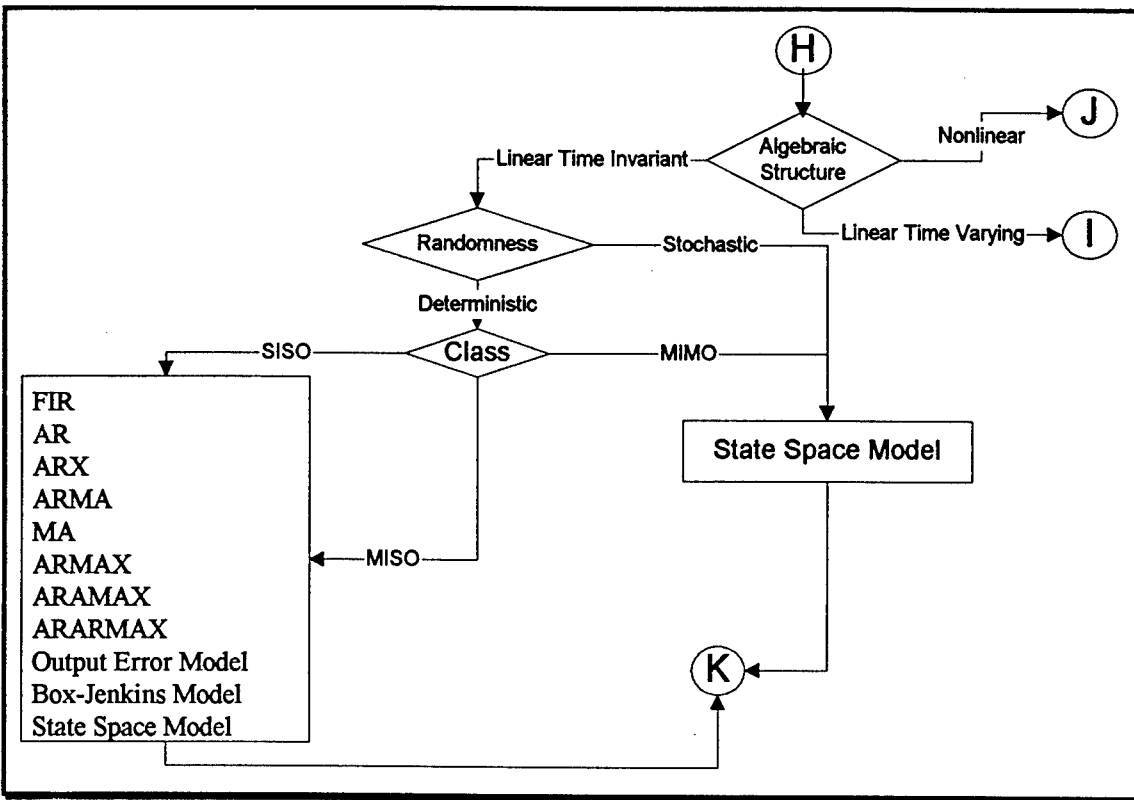 H
Algebraic
Structure
Nonlinear
J
Linear Time Invariant
Linear Time Varying
I
Randomness
Stochastic
Deterministic
Class
SISO
MIMO
FIR
AR
ARX
ARMA
MA
ARMAX
ARAMAX
ARARMAX
Output Error Model
Box-Jenkins Model
State Space Model
MISO
State Space Model
K